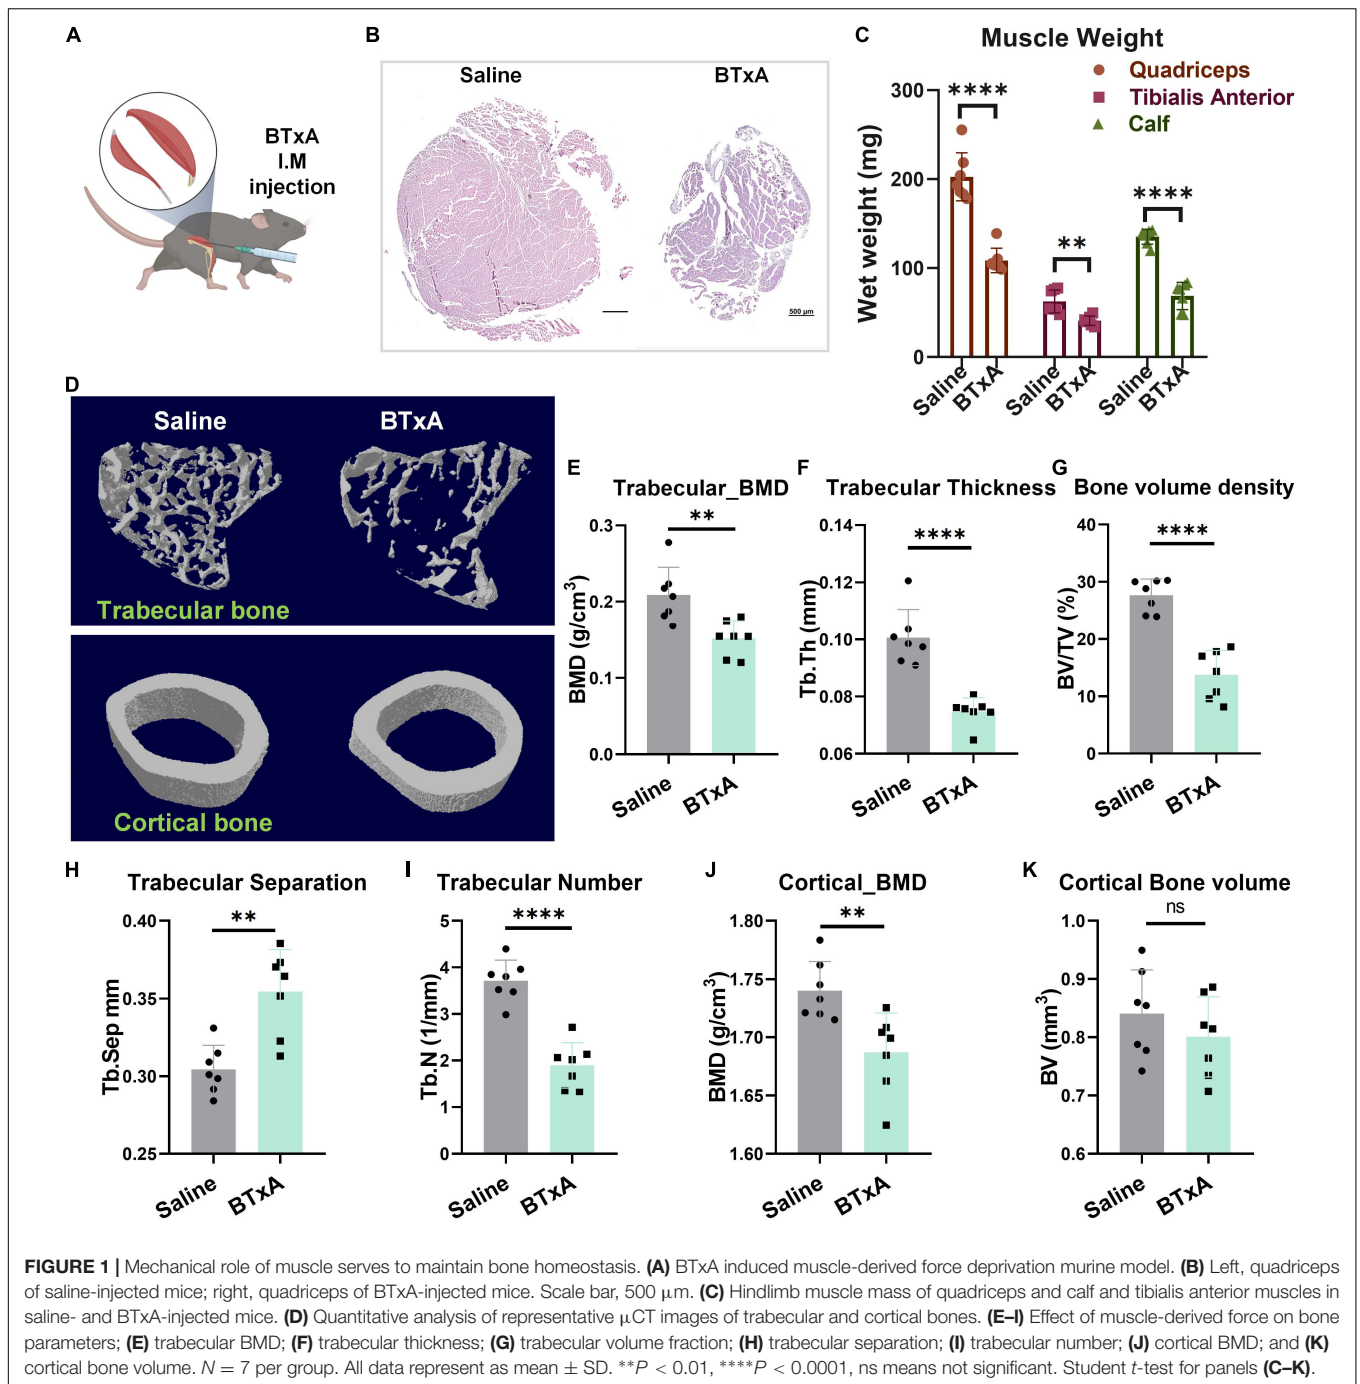 A
BTxA
I.M
injection
B
Saline
BTxA
500 µm
C
Muscle Weight
Quadriceps
Tibialis Anterior
Calf
Wet weight (mg)
300
200
100
0
****
**
****
Saline
BTxA
Saline
BTxA
Saline
BTxA
D
Saline
BTxA
Trabecular bone
Cortical bone
E
Trabecular_BMD
**
BMD (g/cm³)
0.3
0.2
0.1
0.0
Saline
BTxA
F
Trabecular Thickness
****
Tb.Th (mm)
0.14
0.12
0.10
0.08
0.06
Saline
BTxA
G
Bone volume density
****
BV/TV (%)
40
30
20
10
0
Saline
BTxA
H
Trabecular Separation
**
Tb.Sep mm
0.40
0.35
0.30
0.25
Saline
BTxA
I
Trabecular Number
****
Tb.N (1/mm)
5
4
3
2
1
0
Saline
BTxA
J
Cortical_BMD
**
BMD (g/cm³)
1.80
1.75
1.70
1.65
1.60
Saline
BTxA
K
Cortical Bone volume
ns
BV (mm³)
1.0
0.9
0.8
0.7
0.6
Saline
BTxA
FIGURE 1 | Mechanical role of muscle serves to maintain bone homeostasis. (A) BTxA induced muscle-derived force deprivation murine model. (B) Left, quadriceps
of saline-injected mice; right, quadriceps of BTxA-injected mice. Scale bar, 500 µm. (C) Hindlimb muscle mass of quadriceps and calf and tibialis anterior muscles in
saline- and BTxA-injected mice. (D) Quantitative analysis of representative µCT images of trabecular and cortical bones. (E–I) Effect of muscle-derived force on bone
parameters; (E) trabecular BMD; (F) trabecular thickness; (G) trabecular volume fraction; (H) trabecular separation; (I) trabecular number; (J) cortical BMD; and (K)
cortical bone volume. N = 7 per group. All data represent as mean ± SD. **P < 0.01, ****P < 0.0001, ns means not significant. Student t-test for panels (C–K).